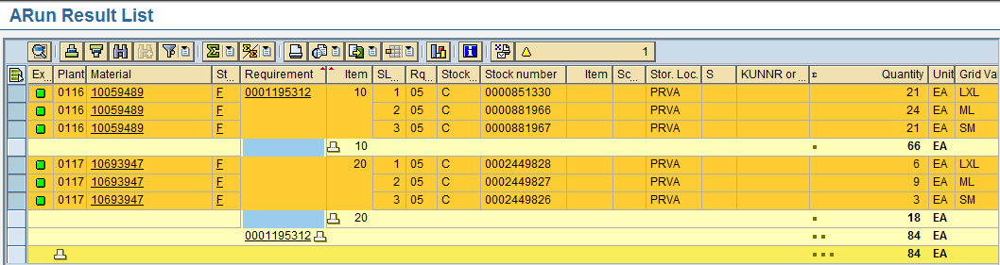 ARun Result List
1
Ex... Plant Material St... Requirement Item SL... Rq... Stock... Stock number Item Sc... Stor. Loc. S KUNNR or ... Σ Quantity Unit Grid Va
0116 10059489 F 0001195312 10 1 05 C 0000851330 PRVA 21 EA LXL
0116 10059489 F 2 05 C 0000881966 PRVA 24 EA ML
0116 10059489 F 3 05 C 0000881967 PRVA 21 EA SM
10 66 EA
0117 10693947 F 20 1 05 C 0002449828 PRVA 6 EA LXL
0117 10693947 F 2 05 C 0002449827 PRVA 9 EA ML
0117 10693947 F 3 05 C 0002449826 PRVA 3 EA SM
20 18 EA
0001195312 84 EA
84 EA